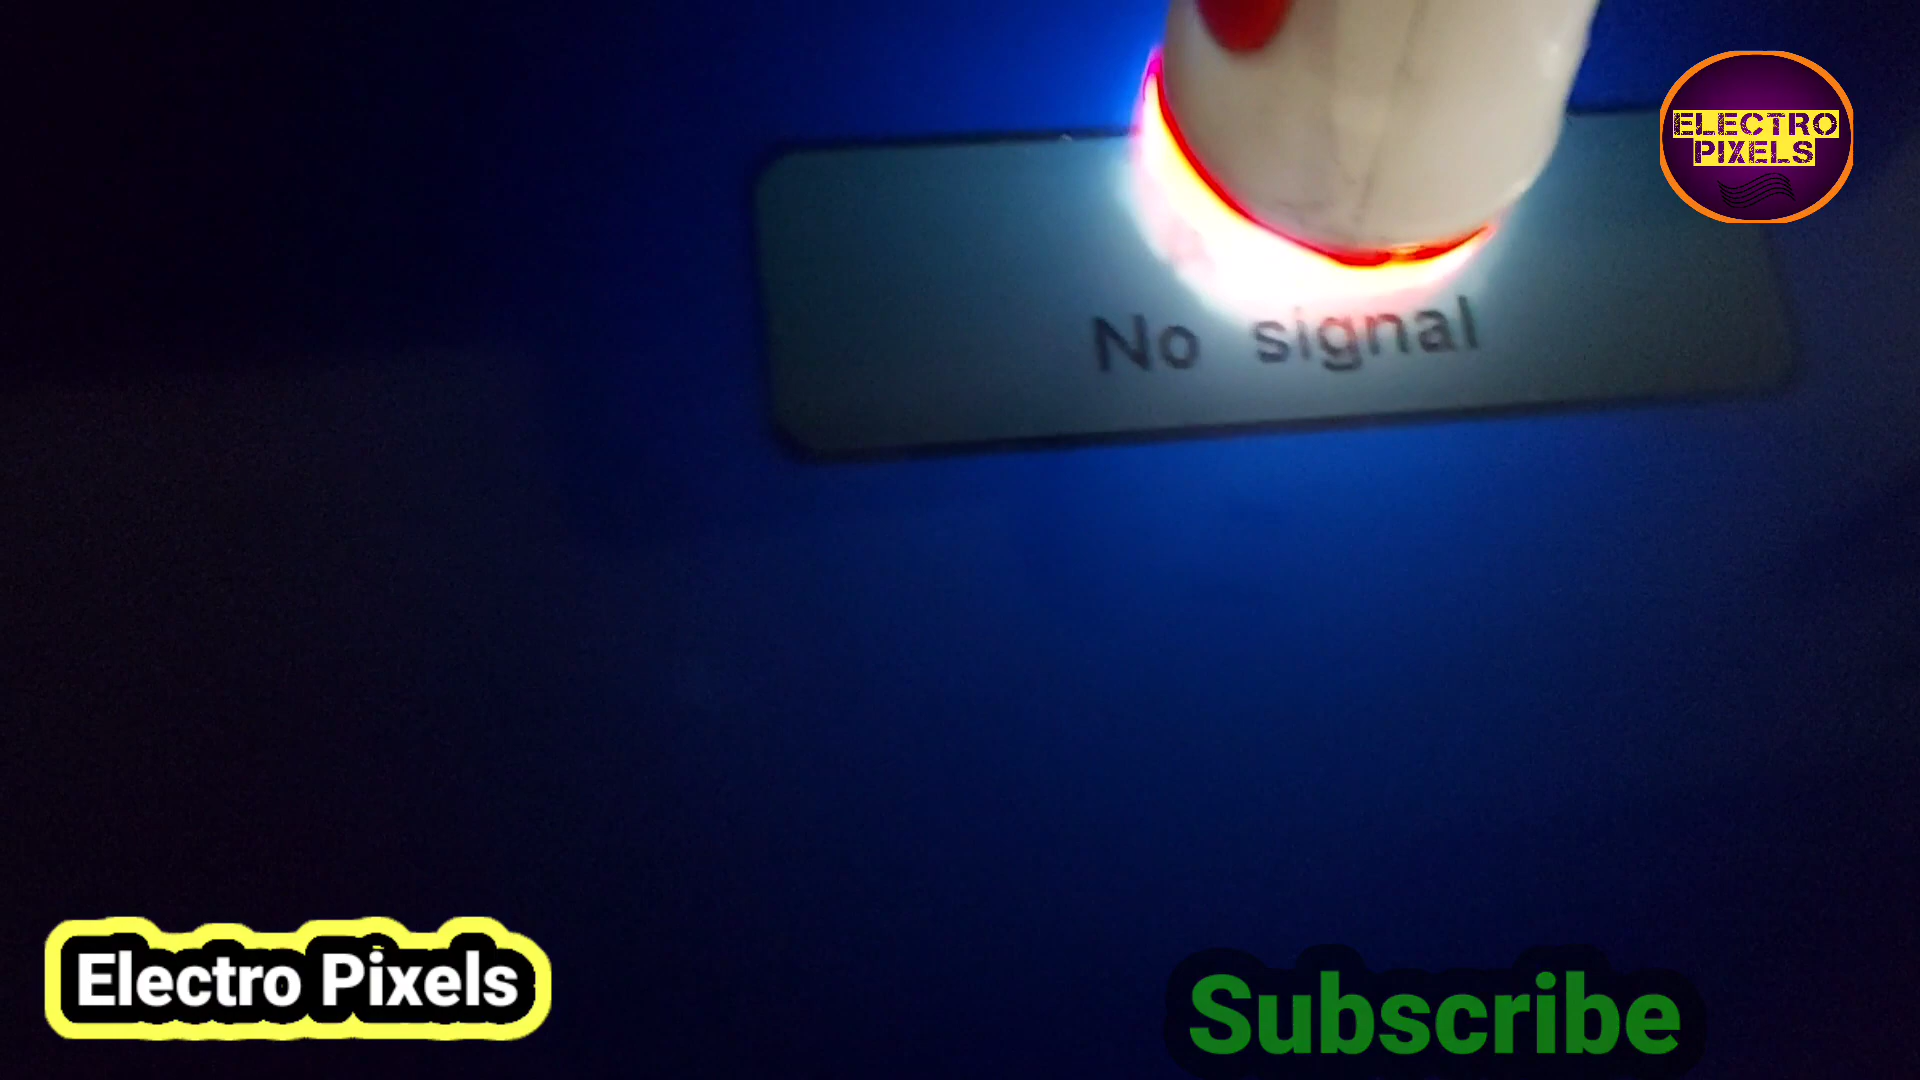 ELECTRO
PIXELS
No signal
Electro Pixels
Subscribe